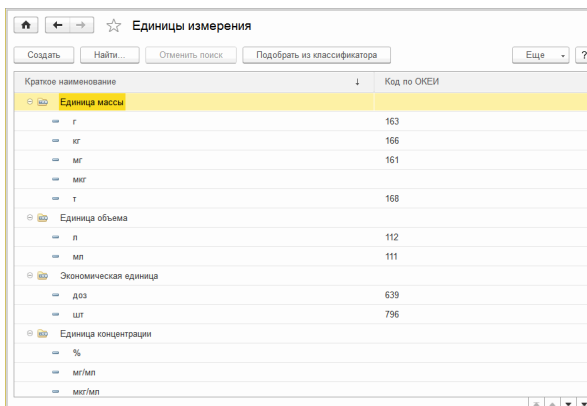 Единицы измерения
Создать Найти... Отменить поиск Подобрать из классификатора Еще ?
Краткое наименование ↓ Код по ОКЕИ
Единица массы
г 163
кг 166
мг 161
мкг
т 168
Единица объема
л 112
мл 111
Экономическая единица
доз 639
шт 796
Единица концентрации
%
мг/мл
мкг/мл